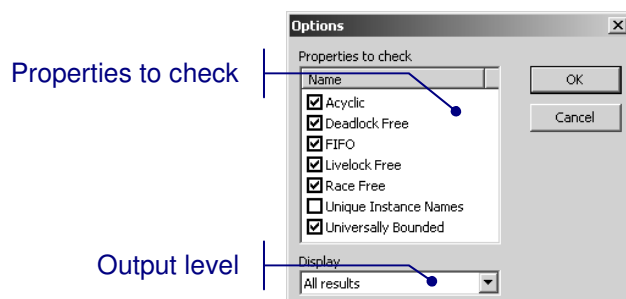 Options
Properties to check
Properties to check
Name
OK
Acyclic
Cancel
Deadlock Free
FIFO
Livelock Free
Race Free
Unique Instance Names
Universally Bounded
Output level
Display
All results